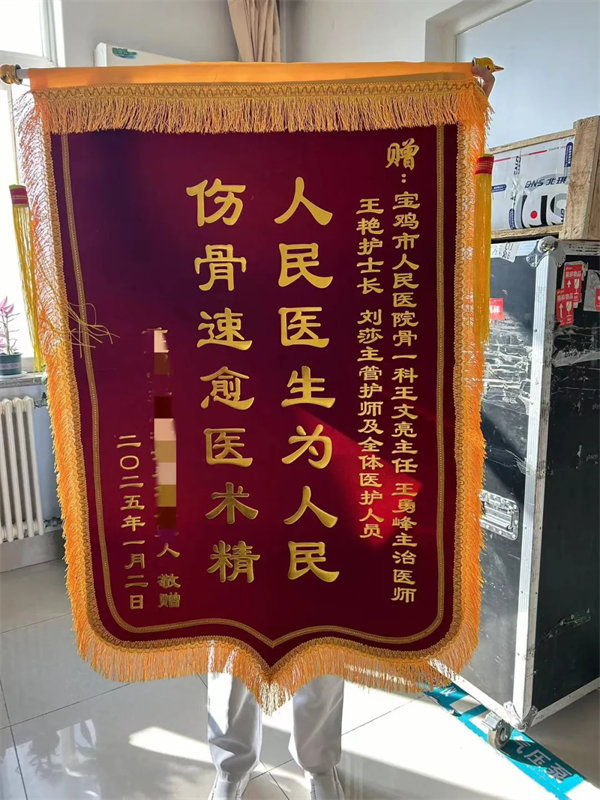 赠：宝鸡市人民医院骨一科王文亮主任 王勇峰主治医师
王艳护士长 刘莎主管护师及全体医护人员
人民医生为人民
伤骨速愈医术精
人 敬赠
二〇二五年一月二日
气压泵